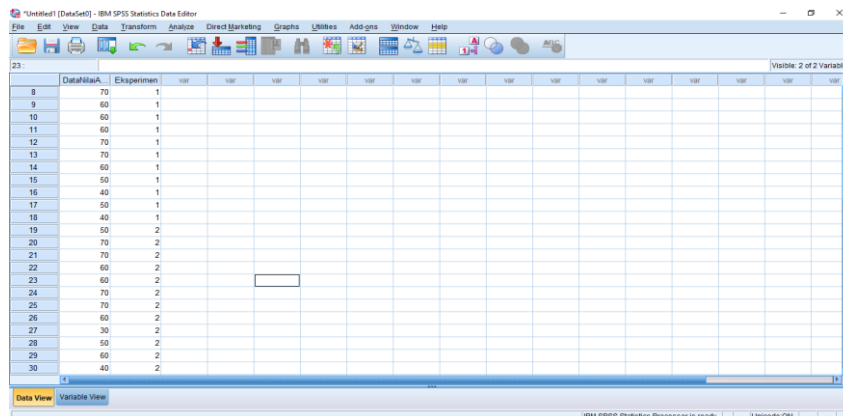 *Untitled1 [DataSet0] - IBM SPSS Statistics Data Editor
File Edit View Data Transform Analyze Direct Marketing Graphs Utilities Add-ons Window Help
23 : Visible: 2 of 2 Variabl
DataNilaiA... Eksperimen var var var var var var var var var var var var var var
8 70 1
9 60 1
10 60 1
11 60 1
12 70 1
13 70 1
14 60 1
15 50 1
16 40 1
17 50 1
18 40 1
19 50 2
20 70 2
21 70 2
22 60 2
23 60 2
24 70 2
25 70 2
26 60 2
27 30 2
28 50 2
29 60 2
30 40 2
Data View Variable View
IBM SPSS Statistics Processor is ready Unicode:ON